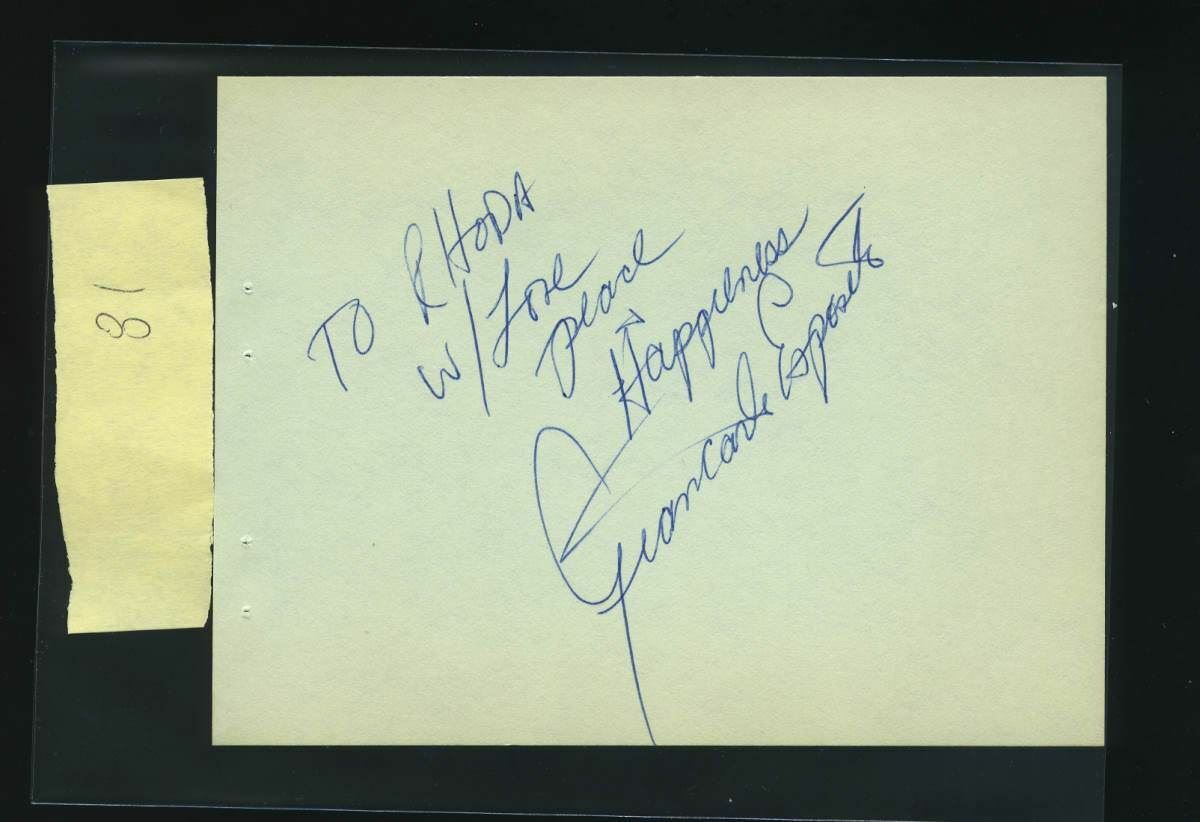 TO RHODA
w/ Love
peace
&
Happiness
Giancarlo Esposito
81